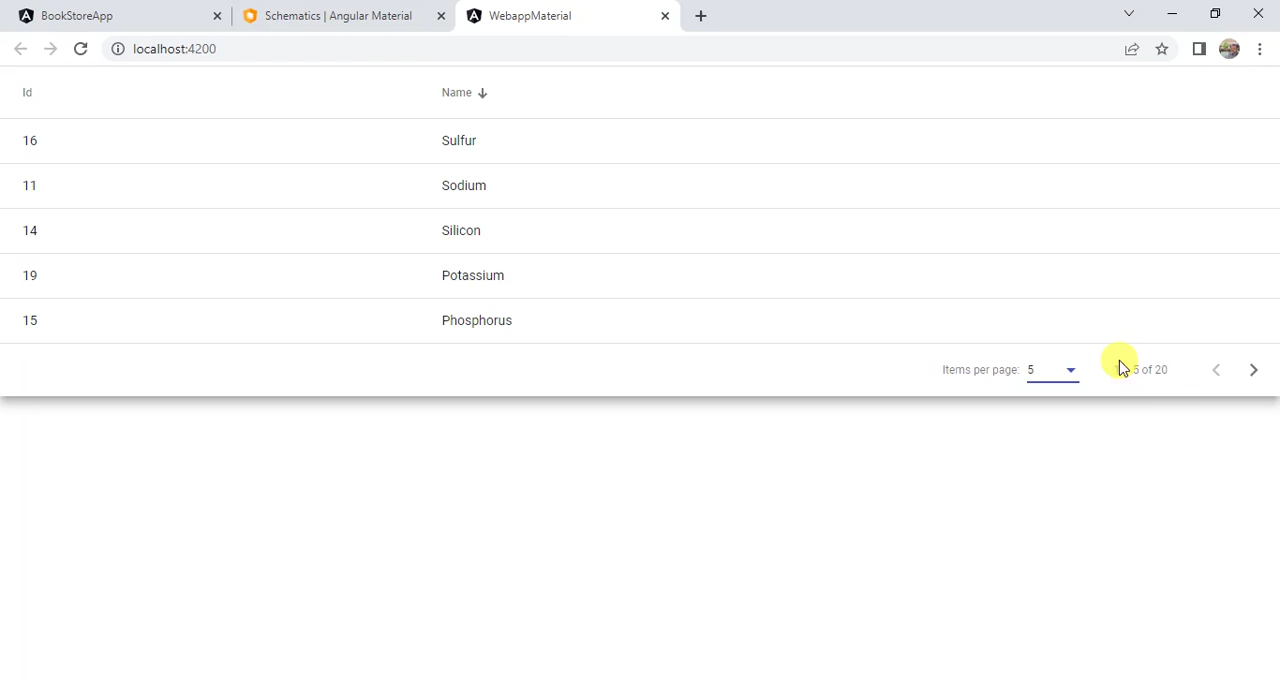 BookStoreApp
Schematics | Angular Material
WebappMaterial
localhost:4200
Id Name
16 Sulfur
11 Sodium
14 Silicon
19 Potassium
15 Phosphorus
Items per page: 5 5 of 20